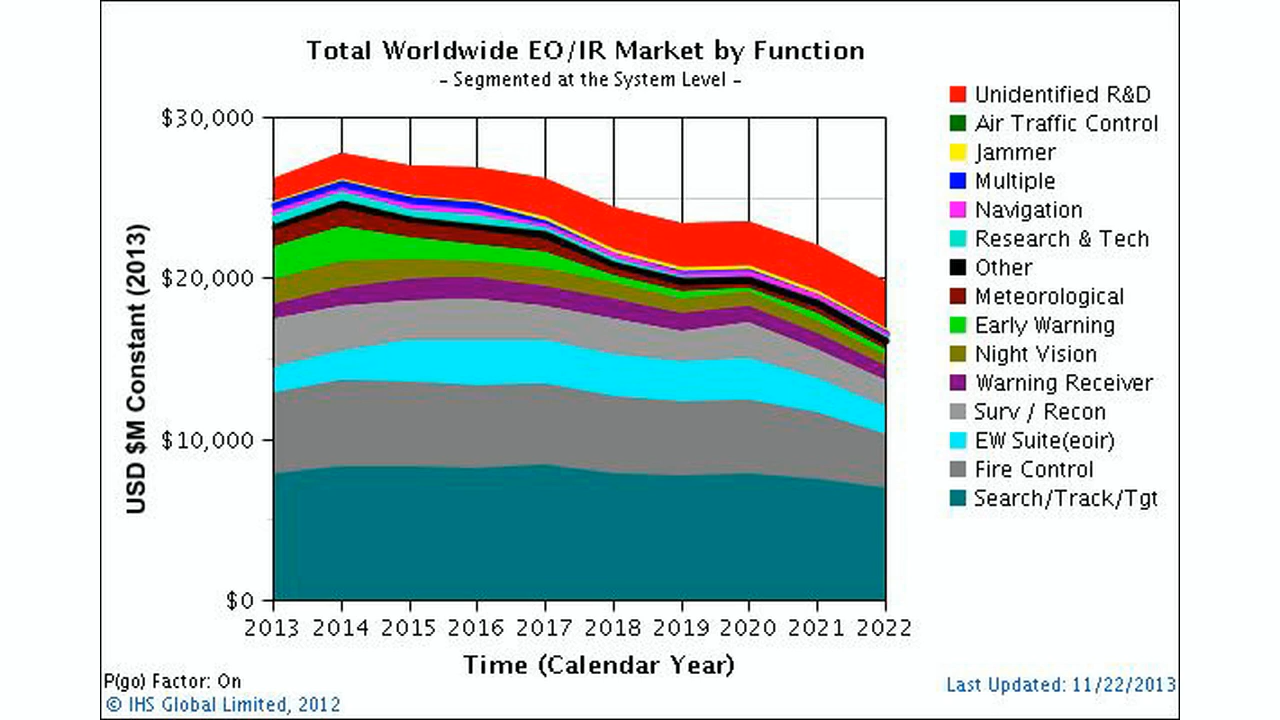 Total Worldwide EO/IR Market by Function
– Segmented at the System Level –
USD $M Constant (2013)
$30,000
$20,000
$10,000
$0
2013 2014 2015 2016 2017 2018 2019 2020 2021 2022
Time (Calendar Year)
Unidentified R&D
Air Traffic Control
Jammer
Multiple
Navigation
Research & Tech
Other
Meteorological
Early Warning
Night Vision
Warning Receiver
Surv / Recon
EW Suite(eoir)
Fire Control
Search/Track/Tgt
P(go) Factor: On
© IHS Global Limited, 2012
Last Updated: 11/22/2013